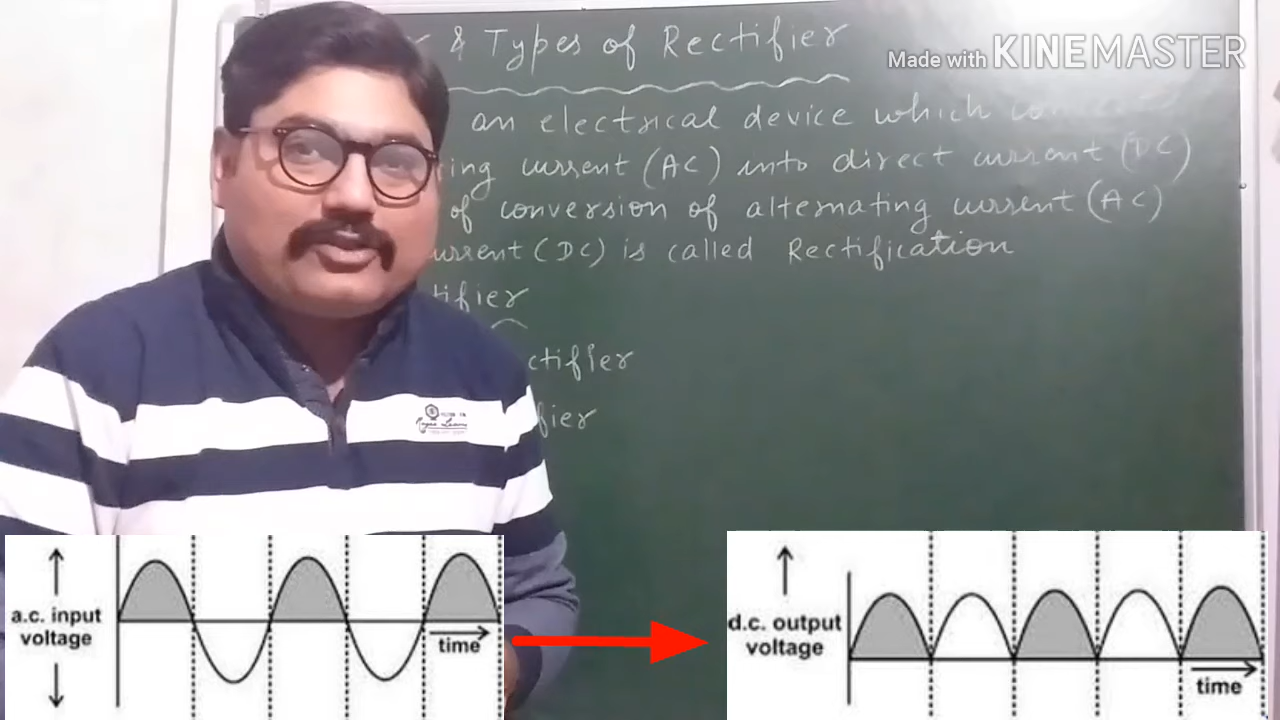 & Types of Rectifier
Made with KINEMASTER
an electrical device which
ing current (AC) into direct current (DC)
of conversion of alternating current (AC)
urrent (DC) is called Rectification
tifier
ctifier
fier
a.c. input
voltage
time
d.c. output
voltage
time